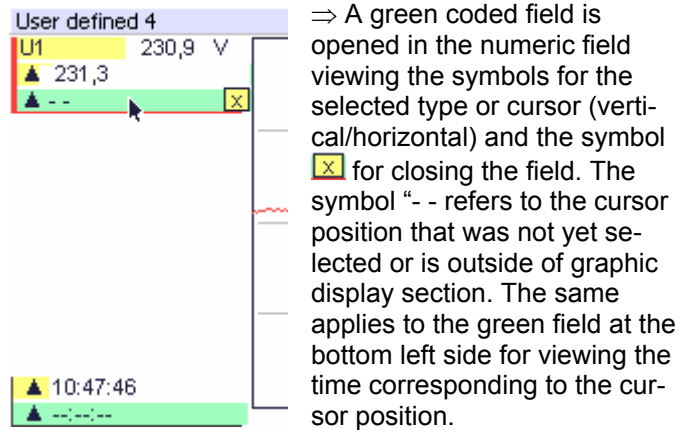 User defined 4
U1 230,9 V
▲ 231,3
▲ - - x
▲ 10:47:46
▲ --:--:--
⇒ A green coded field is
opened in the numeric field
viewing the symbols for the
selected type or cursor (verti-
cal/horizontal) and the symbol
x for closing the field. The
symbol “- - refers to the cursor
position that was not yet se-
lected or is outside of graphic
display section. The same
applies to the green field at the
bottom left side for viewing the
time corresponding to the cur-
sor position.